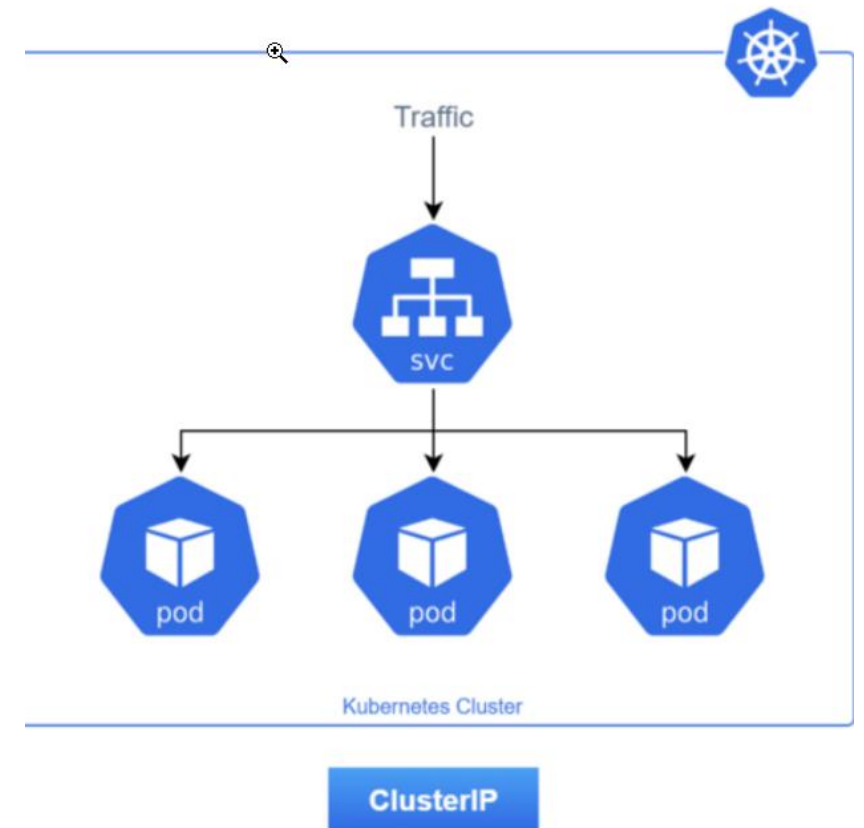 Traffic
svc
pod pod pod
Kubernetes Cluster
ClusterIP